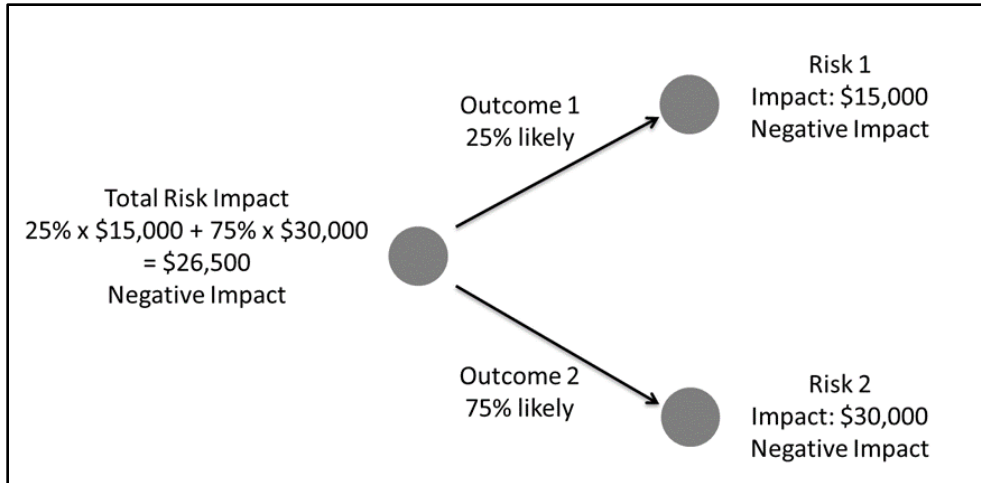 Risk 1
Impact: $15,000
Negative Impact
Outcome 1
25% likely
Total Risk Impact
25% x $15,000 + 75% x $30,000
= $26,500
Negative Impact
Outcome 2
75% likely
Risk 2
Impact: $30,000
Negative Impact